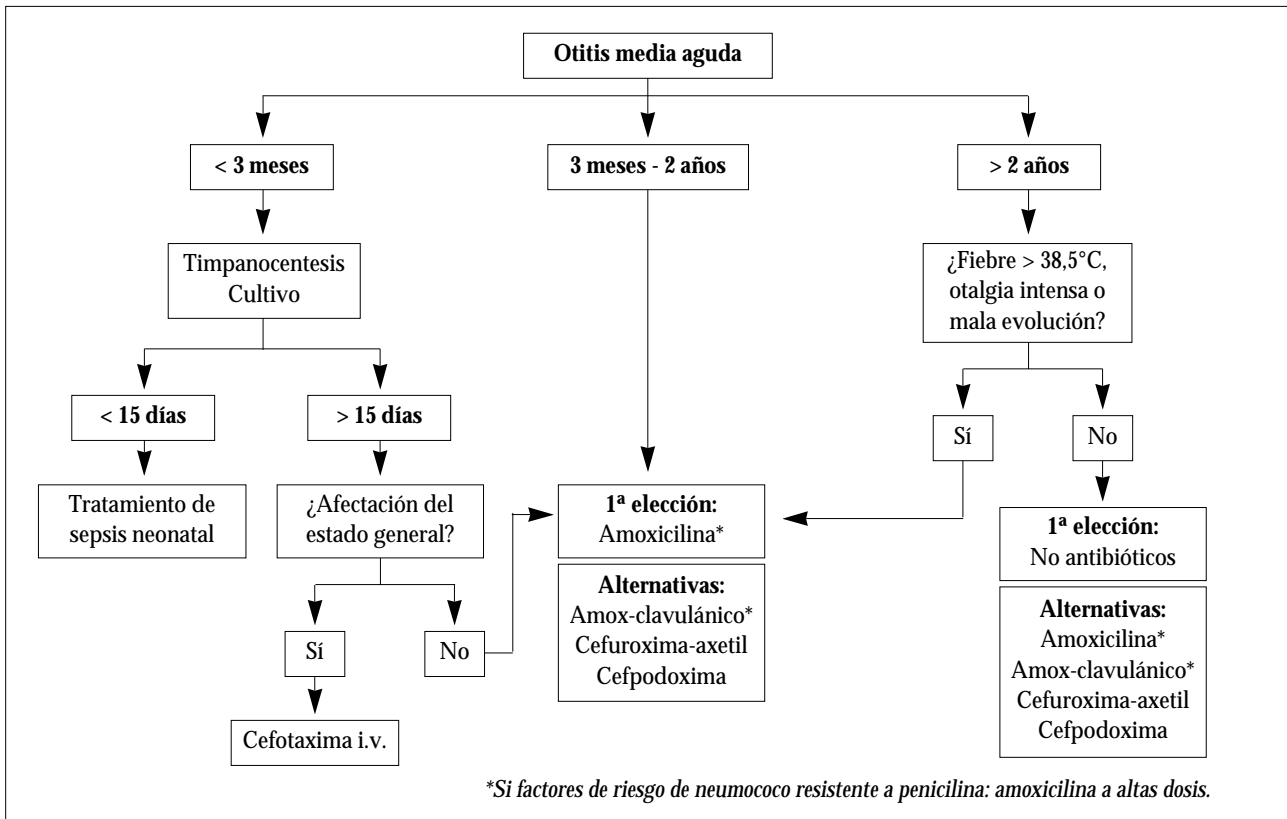 Otitis media aguda
< 3 meses
3 meses - 2 años
> 2 años
Timpanocentesis
Cultivo
¿Fiebre > 38,5°C,
otalgia intensa o
mala evolución?
< 15 días
> 15 días
Sí
No
Tratamiento de
sepsis neonatal
¿Afectación del
estado general?
1ª elección:
Amoxicilina*
1ª elección:
No antibióticos
Alternativas:
Amox-clavulánico*
Cefuroxima-axetil
Cefpodoxima
Alternativas:
Amoxicilina*
Amox-clavulánico*
Cefuroxima-axetil
Cefpodoxima
Sí
No
Cefotaxima i.v.
*Si factores de riesgo de neumococo resistente a penicilina: amoxicilina a altas dosis.